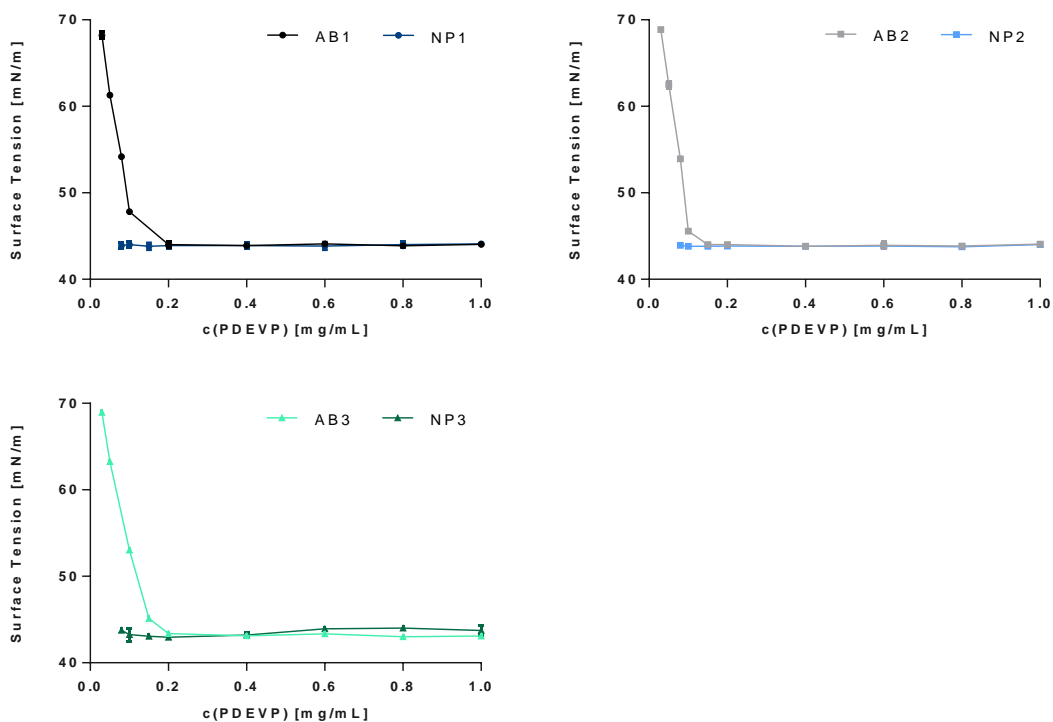 70
60
50
40
Surface Tension [mN/m]
AB1 NP1
0.0 0.2 0.4 0.6 0.8 1.0
c(PDEVP) [mg/mL]
70
60
50
40
Surface Tension [mN/m]
AB2 NP2
0.0 0.2 0.4 0.6 0.8 1.0
c(PDEVP) [mg/mL]
70
60
50
40
Surface Tension [mN/m]
AB3 NP3
0.0 0.2 0.4 0.6 0.8 1.0
c(PDEVP) [mg/mL]